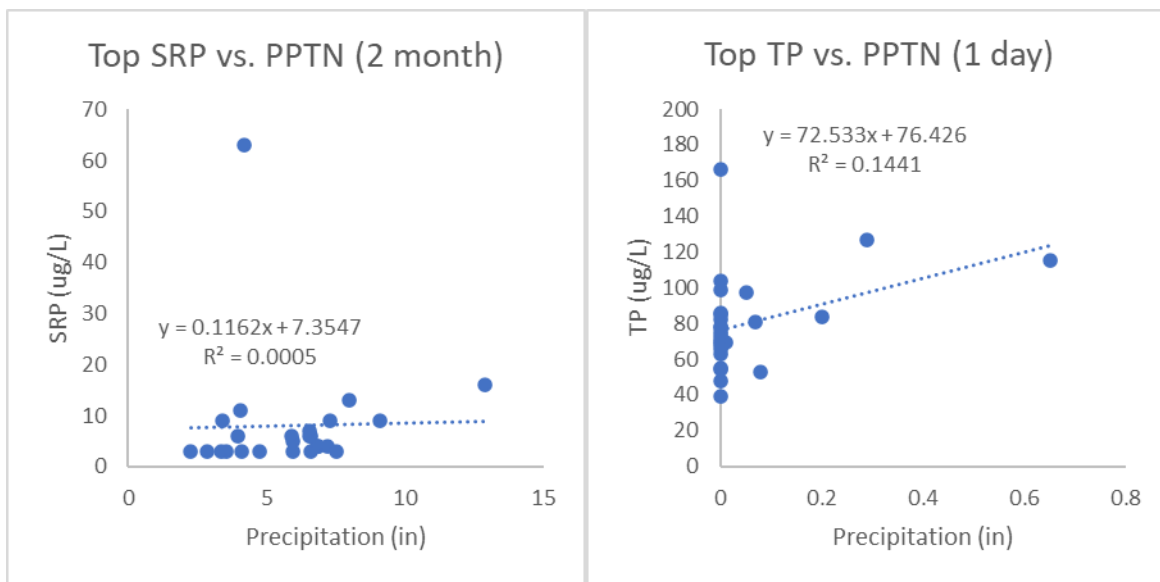 Top SRP vs. PPTN (2 month)
70
60
50
40
30
20
10
0
SRP (ug/L)
y = 0.1162x + 7.3547
R² = 0.0005
0 5 10 15
Precipitation (in)
Top TP vs. PPTN (1 day)
200
180
160
140
120
100
80
60
40
20
0
TP (ug/L)
y = 72.533x + 76.426
R² = 0.1441
0 0.2 0.4 0.6 0.8
Precipitation (in)